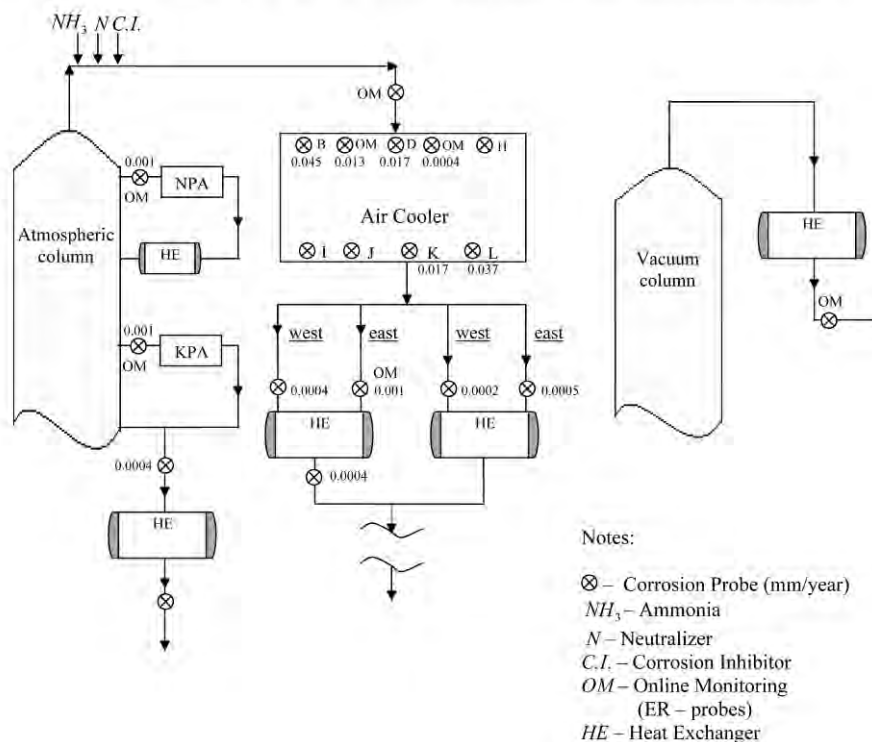 NH3 N C.I.
OM
B OM D OM H
0.045 0.013 0.017 0.0004
Air Cooler
I J K L
0.017 0.037
0.001
OM
NPA
HE
Atmospheric
column
0.001
OM
KPA
0.0004
HE
west east west east
OM
0.0004 0.001 0.0002 0.0005
HE HE
0.0004
Vacuum
column
HE
OM
Notes:
⊗ – Corrosion Probe (mm/year)
NH3 – Ammonia
N – Neutralizer
C.I. – Corrosion Inhibitor
OM – Online Monitoring
(ER – probes)
HE – Heat Exchanger